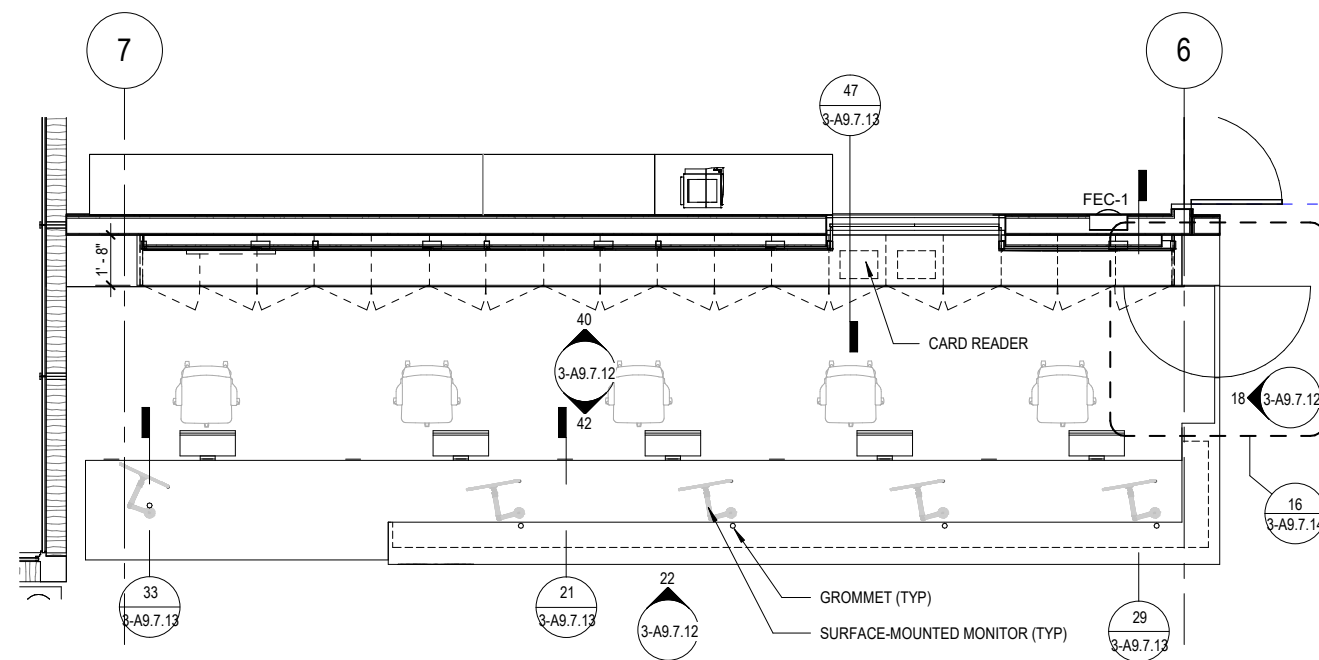 7
6
47
3-A9.7.13
FEC-1
1' - 8"
CARD READER
40
3-A9.7.12
42
18
3-A9.7.12
16
3-A9.7.14
33
3-A9.7.13
21
3-A9.7.13
22
3-A9.7.12
GROMMET (TYP)
SURFACE-MOUNTED MONITOR (TYP)
29
3-A9.7.13